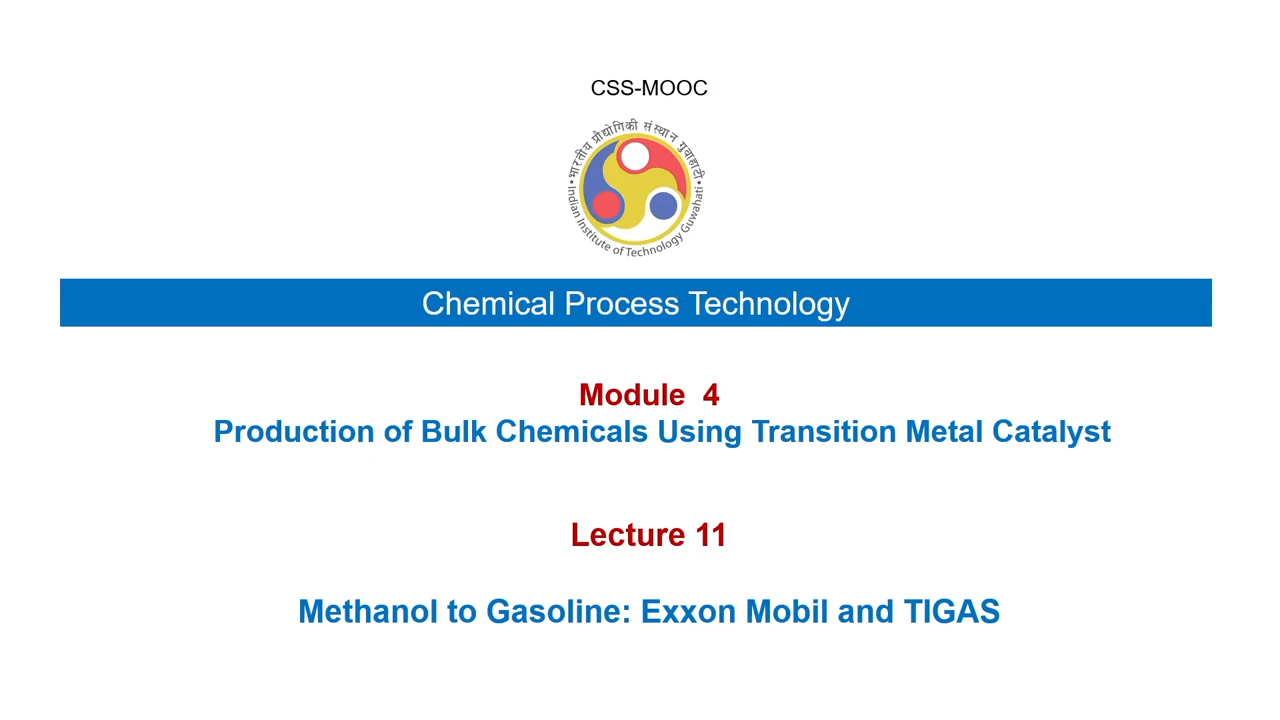 CSS-MOOC
भारतीय प्रौद्योगिकी संस्थान गुवाहाटी
Indian Institute of Technology Guwahati
Chemical Process Technology
Module 4
Production of Bulk Chemicals Using Transition Metal Catalyst
Lecture 11
Methanol to Gasoline: Exxon Mobil and TIGAS